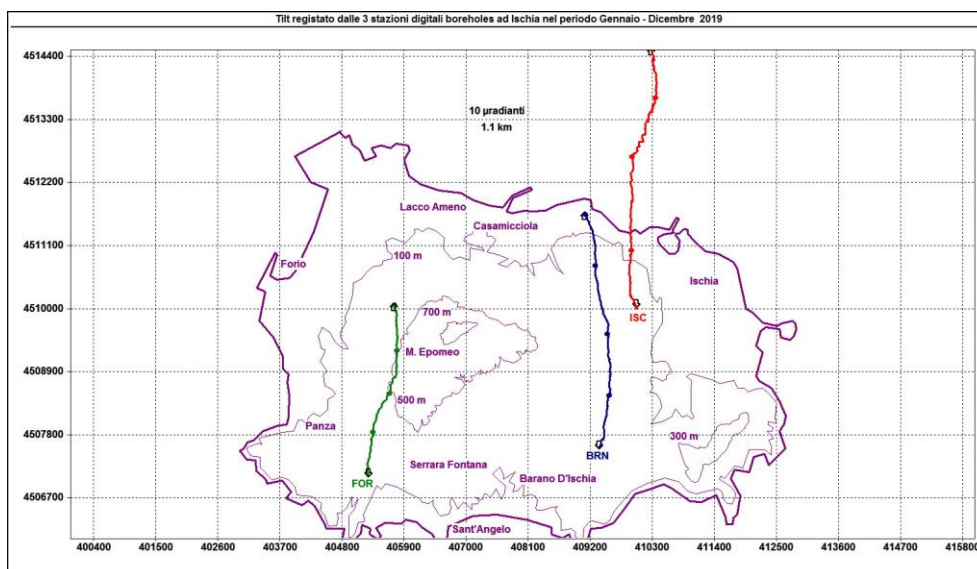 Tilt registato dalle 3 stazioni digitali boreholes ad Ischia nel periodo Gennaio - Dicembre 2019
4514400
10 µradianti
4513300
1.1 km
4512200
Lacco Ameno
Casamicciola
4511100
100 m
Forio
Ischia
4510000
700 m
ISC
M. Epomeo
4508900
500 m
Panza
4507800
300 m
BRN
Serrara Fontana
FOR
Barano D'Ischia
4506700
Sant'Angelo
400400 401500 402600 403700 404800 405900 407000 408100 409200 410300 411400 412500 413600 414700 415800